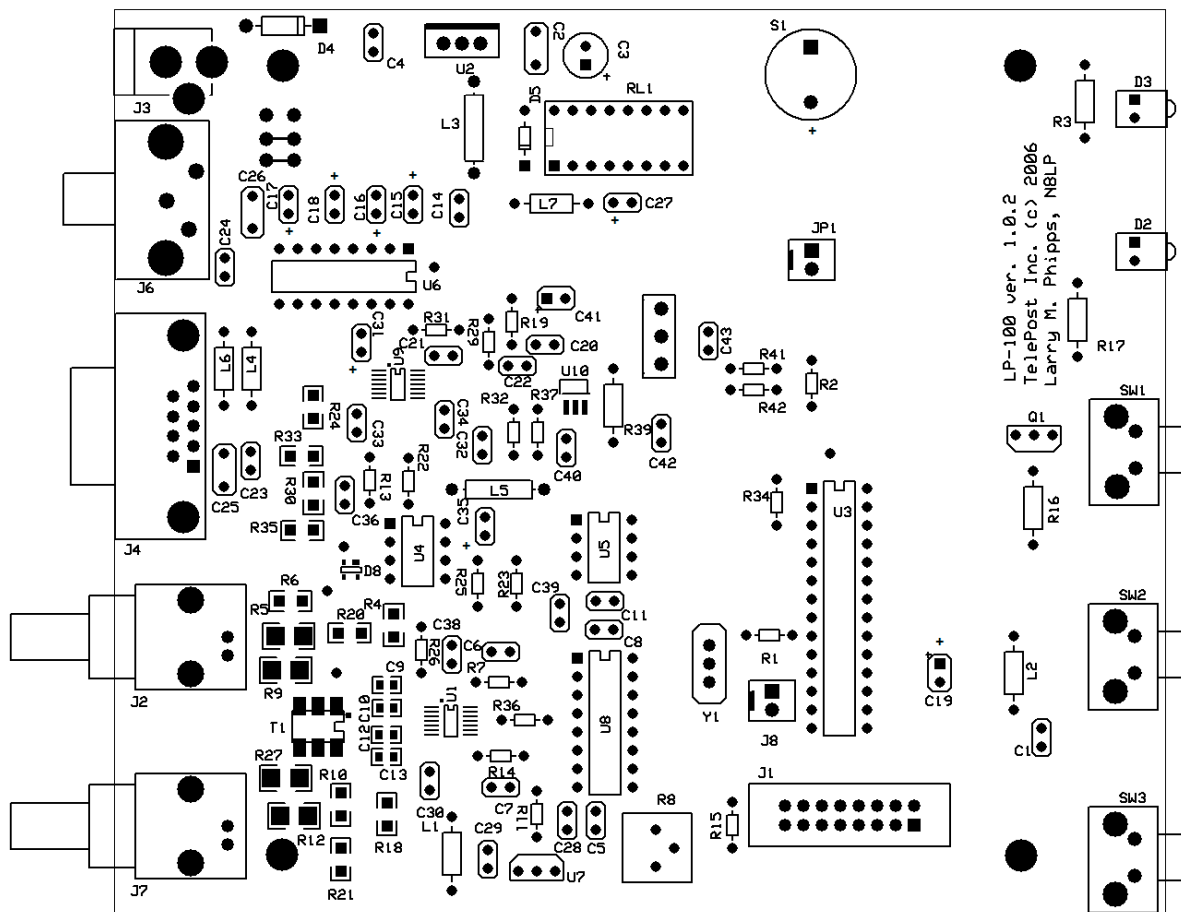 S1
C2
D4
C3
D3
C4
U2
RL1
D5
J3
L3
R3
+
+
LP-100 ver. 1.0.2
TelePost Inc. (c) 2006
Larry M. Phipps, N8LP
C26
C17
+
C18
C16
+
C15
C14
L7
C27
+
JP1
D2
C24
+
+
J6
U6
C31
+
R31
R29
R19
+
C41
C20
C21
U9
C22
C43
R41
R42
R2
R17
L6
L4
U10
R24
C33
C34
C32
R32
R37
R39
C42
C40
SW1
Q1
R33
R30
R35
C25
C23
R13
R22
C36
L5
C35
+
R34
U3
R16
J4
U4
U5
D8
R25
R23
C39
R6
R5
R20
R4
R26
C38
C6
R7
C11
C8
SW2
R9
J2
C9
C10
C12
C13
T1
U1
R36
U8
Y1
R1
J8
+
+
C19
L2
C1
R27
R10
R14
C7
R11
J1
R12
R18
C30
L1
C29
C28
C5
R8
R15
SW3
J7
R21
U7